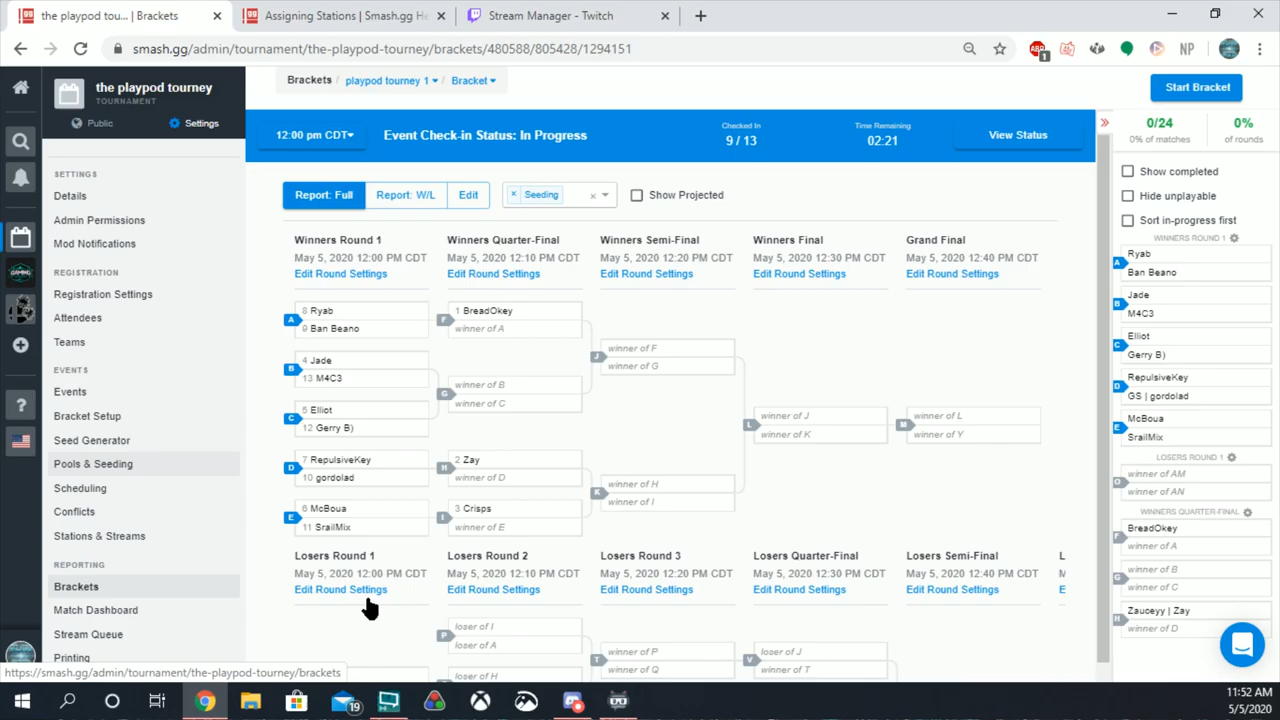 the playpod tou... | Brackets
Assigning Stations | Smash.gg He
Stream Manager - Twitch
smash.gg/admin/tournament/the-playpod-tourney/brackets/480588/805428/1294151
1
NP
the playpod tourney
TOURNAMENT
Public
Settings
SETTINGS
Details
Admin Permissions
Mod Notifications
REGISTRATION
Registration Settings
Attendees
Teams
EVENTS
Events
Bracket Setup
Seed Generator
Pools & Seeding
Scheduling
Conflicts
Stations & Streams
REPORTING
Brackets
Match Dashboard
Stream Queue
Printing
GAMING
?
Brackets / playpod tourney 1 / Bracket
Start Bracket
12:00 pm CDT
Event Check-in Status: In Progress
Checked In
9 / 13
Time Remaining
02:21
View Status
Report: Full
Report: W/L
Edit
× Seeding ×
Show Projected
Winners Round 1
May 5, 2020 12:00 PM CDT
Edit Round Settings
Winners Quarter-Final
May 5, 2020 12:10 PM CDT
Edit Round Settings
Winners Semi-Final
May 5, 2020 12:20 PM CDT
Edit Round Settings
Winners Final
May 5, 2020 12:30 PM CDT
Edit Round Settings
Grand Final
May 5, 2020 12:40 PM CDT
Edit Round Settings
A
8 Ryab
9 Ban Beano
B
4 Jade
13 M4C3
C
5 Elliot
12 Gerry B)
D
7 RepulsiveKey
10 gordolad
E
6 McBoua
11 SrailMix
F
1 BreadOkey
winner of A
G
winner of B
winner of C
H
2 Zay
winner of D
I
3 Crisps
winner of E
J
winner of F
winner of G
K
winner of H
winner of I
L
winner of J
winner of K
M
winner of L
winner of Y
Losers Round 1
May 5, 2020 12:00 PM CDT
Edit Round Settings
Losers Round 2
May 5, 2020 12:10 PM CDT
Edit Round Settings
Losers Round 3
May 5, 2020 12:20 PM CDT
Edit Round Settings
Losers Quarter-Final
May 5, 2020 12:30 PM CDT
Edit Round Settings
Losers Semi-Final
May 5, 2020 12:40 PM CDT
Edit Round Settings
L
M
E
P
loser of I
loser of A
loser of H
T
winner of P
winner of Q
V
loser of J
winner of T
0/24
0% of matches
0%
of rounds
Show completed
Hide unplayable
Sort in-progress first
WINNERS ROUND 1
A
Ryab
Ban Beano
B
Jade
M4C3
C
Elliot
Gerry B)
D
RepulsiveKey
GS | gordolad
E
McBoua
SrailMix
LOSERS ROUND 1
O
winner of AM
winner of AN
WINNERS QUARTER-FINAL
F
BreadOkey
winner of A
G
winner of B
winner of C
H
Zauceyy | Zay
winner of D
https://smash.gg/admin/tournament/the-playpod-tourney/brackets
19
11:52 AM
5/5/2020